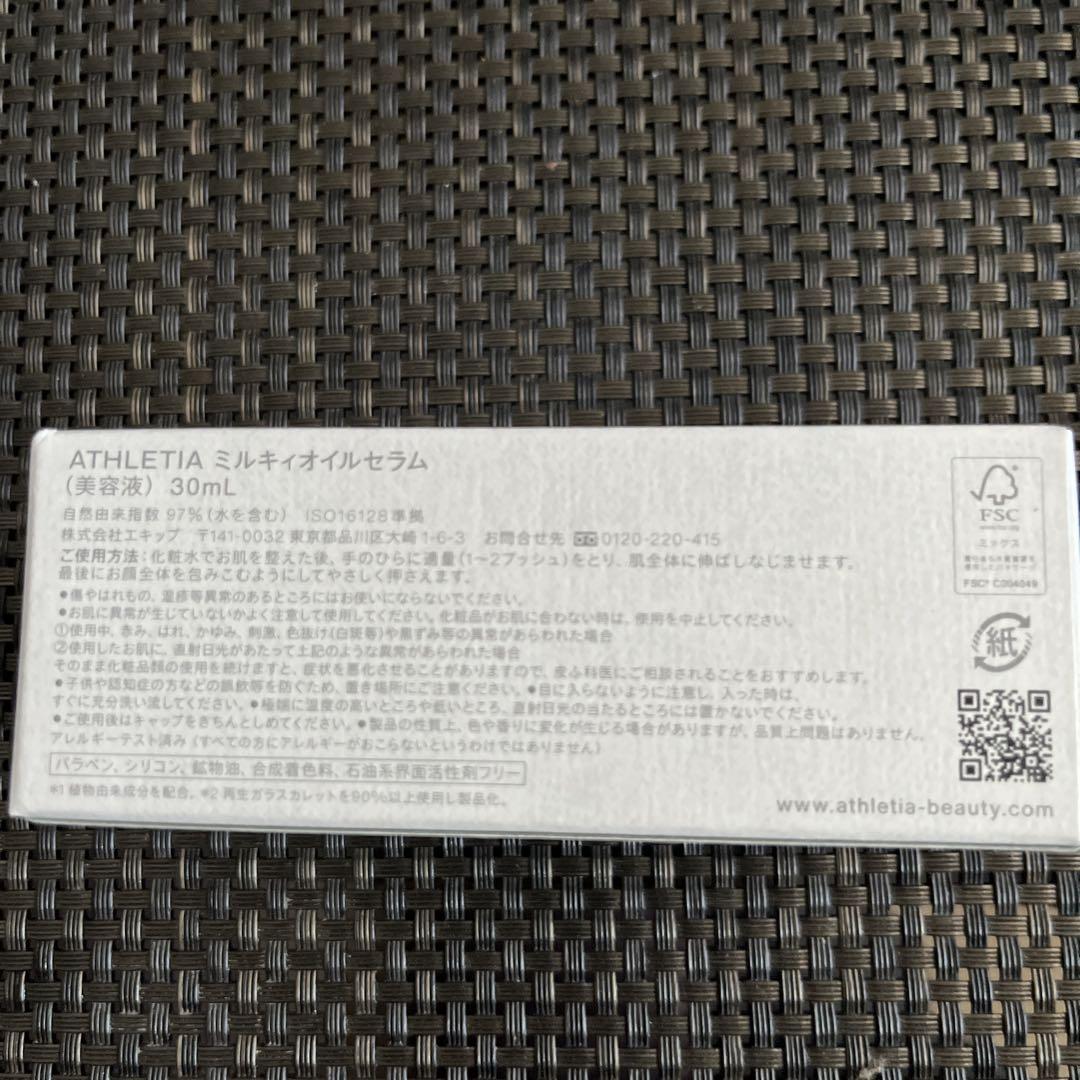 ATHLETIA ミルキィオイルセラム
（美容液） 30mL
自然由来指数 97％（水を含む） ISO16128準拠
株式会社エキップ 〒141-0032 東京都品川区大崎1-6-3 お問合せ先 0120-220-415
ご使用方法：化粧水でお肌を整えた後、手のひらに適量（1〜2プッシュ）をとり、肌全体に伸ばしなじませます。
最後にお顔全体を包みこむようにしてやさしく押さえます。
●傷やはれもの、湿疹等異常のあるところにはお使いにならないでください。
●お肌に異常が生じていないかよく注意して使用してください。化粧品がお肌に合わない時は、使用を中止してください。
①使用中、赤み、はれ、かゆみ、刺激、色抜け（白斑等）や黒ずみ等の異常があらわれた場合
②使用したお肌に、直射日光があたって上記のような異常があらわれた場合
そのまま化粧品類の使用を続けますと、症状を悪化させることがありますので、皮ふ科医にご相談されることをおすすめします。
●子供や認知症の方などの誤飲等を防ぐため、置き場所にご注意ください。●目に入らないように注意し、入った時は、
すぐに充分洗い流してください。●極端に温度の高いところや低いところ、直射日光の当たるところには置かないでください。
●ご使用後はキャップをきちんとしめてください。●製品の性質上、色や香りに変化が生じる場合がありますが、品質上問題はありません。
アレルギーテスト済み（すべての方にアレルギーがおこらないというわけではありません）
パラベン、シリコン、鉱物油、合成着色料、石油系界面活性剤フリー
*1 植物由来成分を配合。 *2 再生ガラスカレットを90％以上使用し製品化。
FSC
ミックス
FSC® C004049
紙
www.athletia-beauty.com